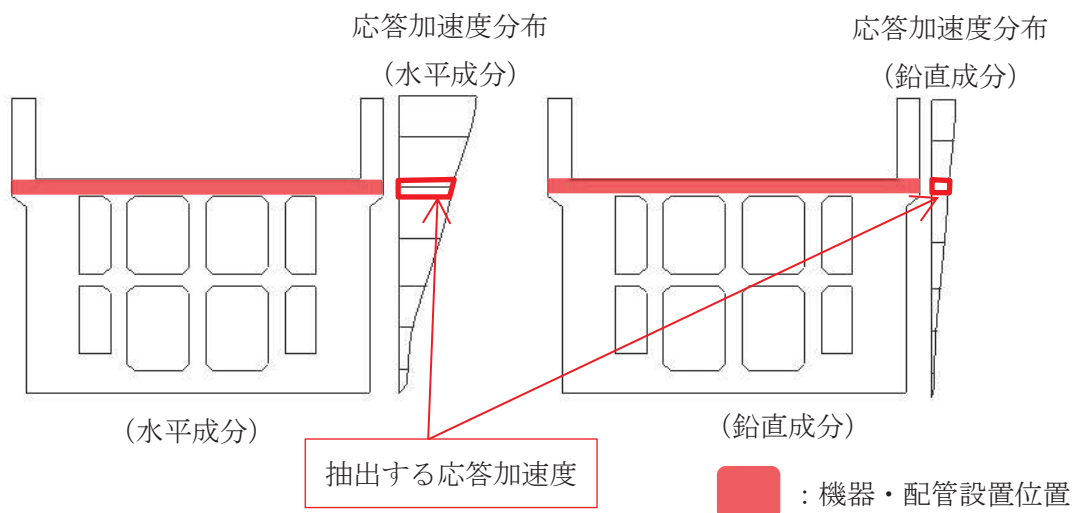 応答加速度分布
（水平成分）
応答加速度分布
（鉛直成分）
（水平成分）
（鉛直成分）
抽出する応答加速度
：機器・配管設置位置